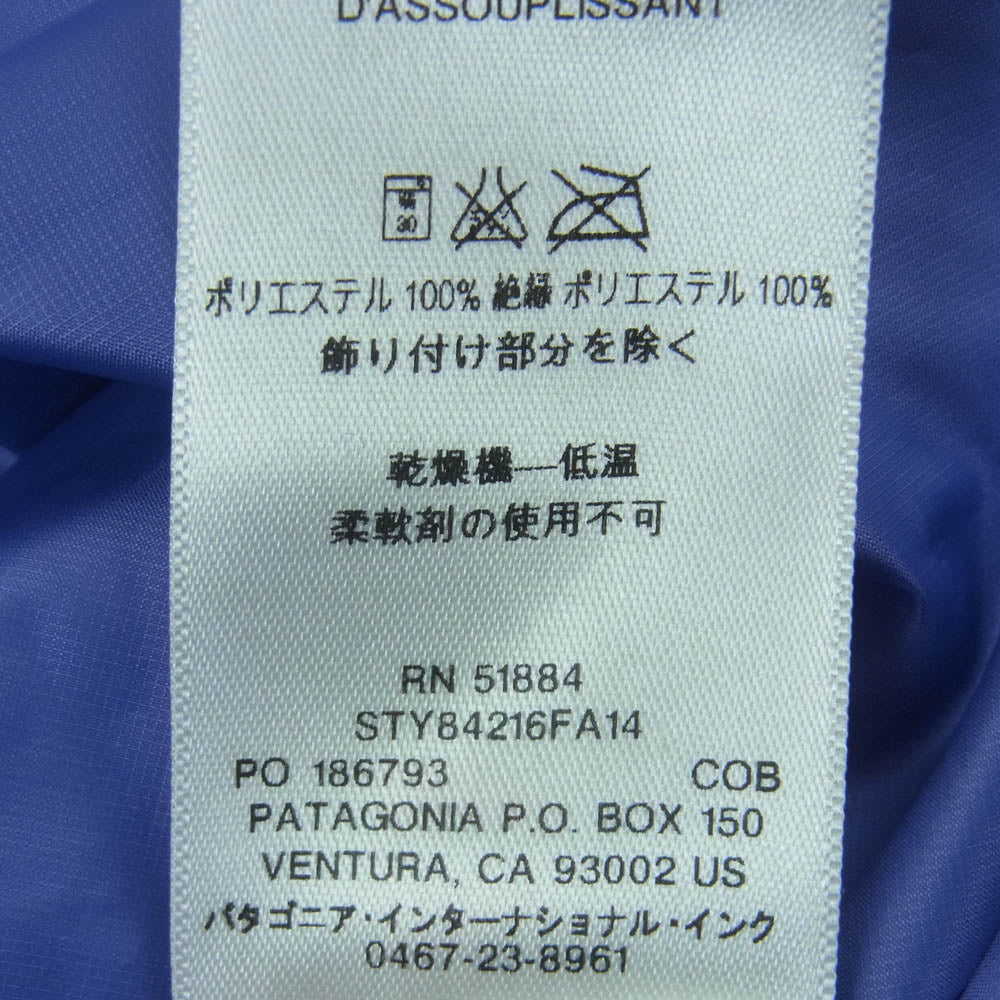 D'ASSOUPLISSANT
30
ポリエステル 100% 絶縁 ポリエステル 100%
飾り付け部分を除く
乾燥機—低温
柔軟剤の使用不可
RN 51884
STY84216FA14
PO 186793 COB
PATAGONIA P.O. BOX 150
VENTURA, CA 93002 US
パタゴニア・インターナショナル・インク
0467-23-8961